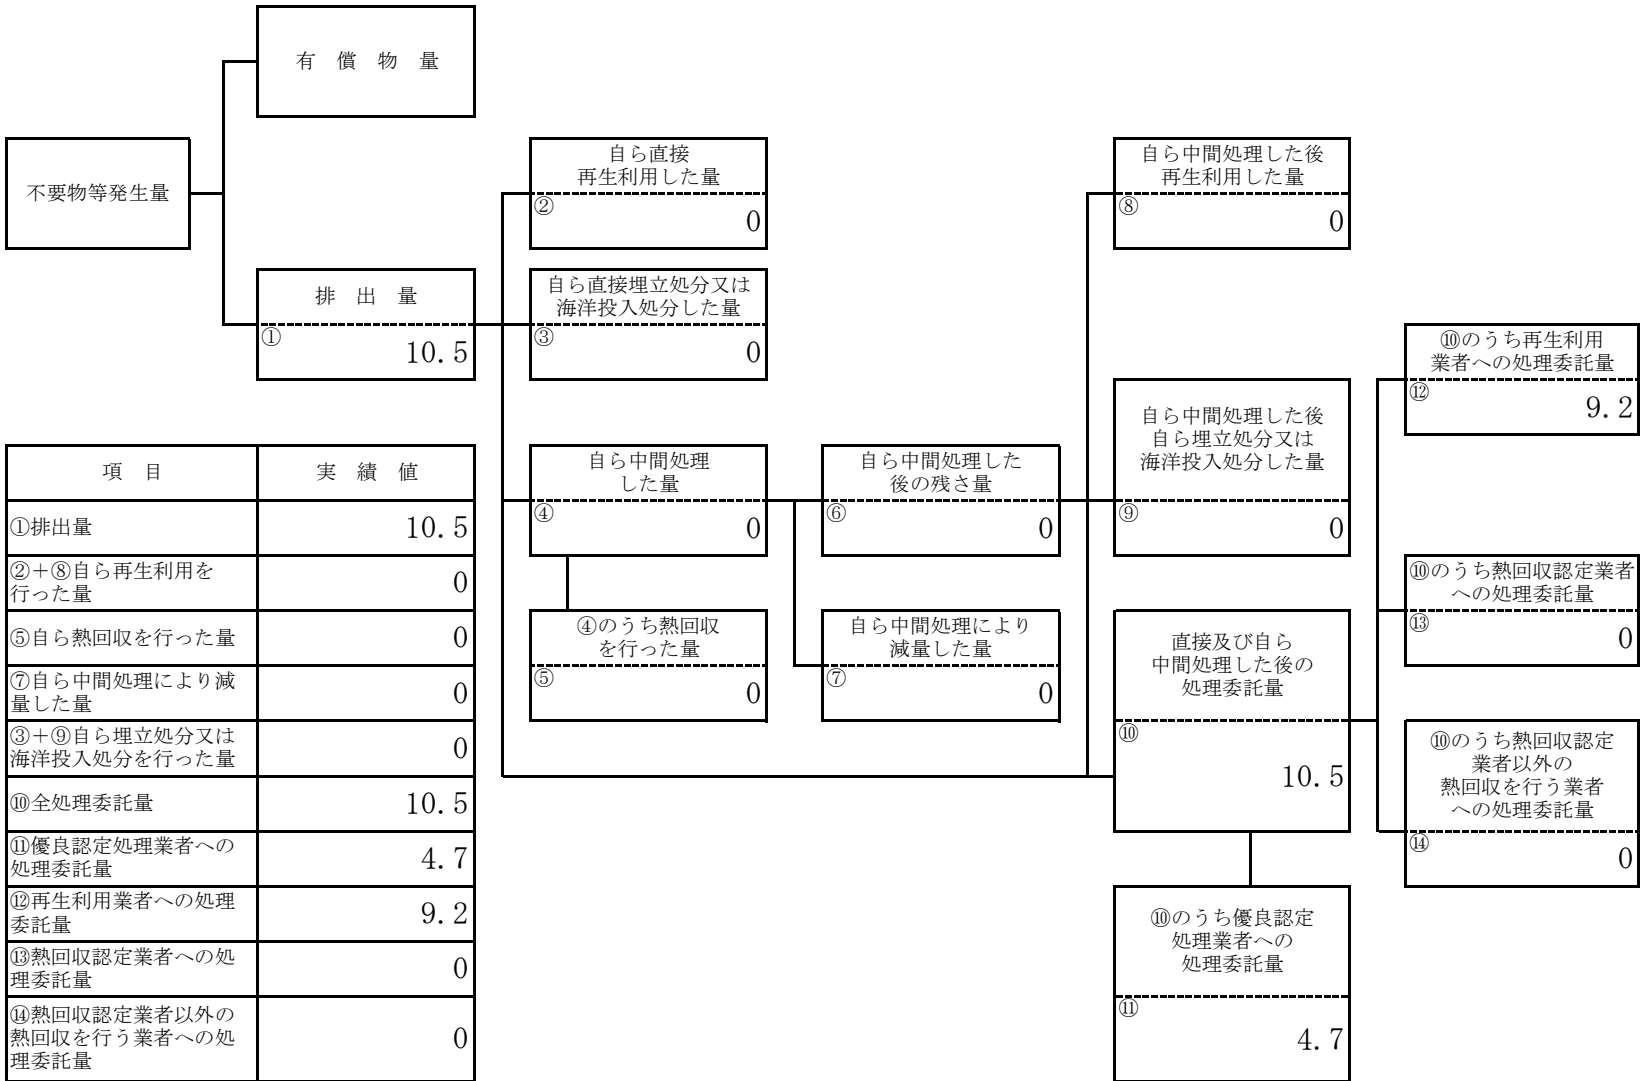 有　償　物　量
不要物等発生量
排　出　量
①
10.5
自ら直接
再生利用した量
②
0
自ら直接埋立処分又は
海洋投入処分した量
③
0
自ら中間処理
した量
④
0
④のうち熱回収
を行った量
⑤
0
自ら中間処理した
後の残さ量
⑥
0
自ら中間処理により
減量した量
⑦
0
自ら中間処理した後
再生利用した量
⑧
0
自ら中間処理した後
自ら埋立処分又は
海洋投入処分した量
⑨
0
直接及び自ら
中間処理した後の
処理委託量
⑩
10.5
⑩のうち優良認定
処理業者への
処理委託量
⑪
4.7
⑩のうち再生利用
業者への処理委託量
⑫
9.2
⑩のうち熱回収認定業者
への処理委託量
⑬
0
⑩のうち熱回収認定
業者以外の
熱回収を行う業者
への処理委託量
⑭
0
項　目　実　績　値
①排出量　10.5
②＋⑧自ら再生利用を
行った量　0
⑤自ら熱回収を行った量　0
⑦自ら中間処理により減
量した量　0
③＋⑨自ら埋立処分又は
海洋投入処分を行った量　0
⑩全処理委託量　10.5
⑪優良認定処理業者への
処理委託量　4.7
⑫再生利用業者への処理
委託量　9.2
⑬熱回収認定業者への処
理委託量　0
⑭熱回収認定業者以外の
熱回収を行う業者への処
理委託量　0